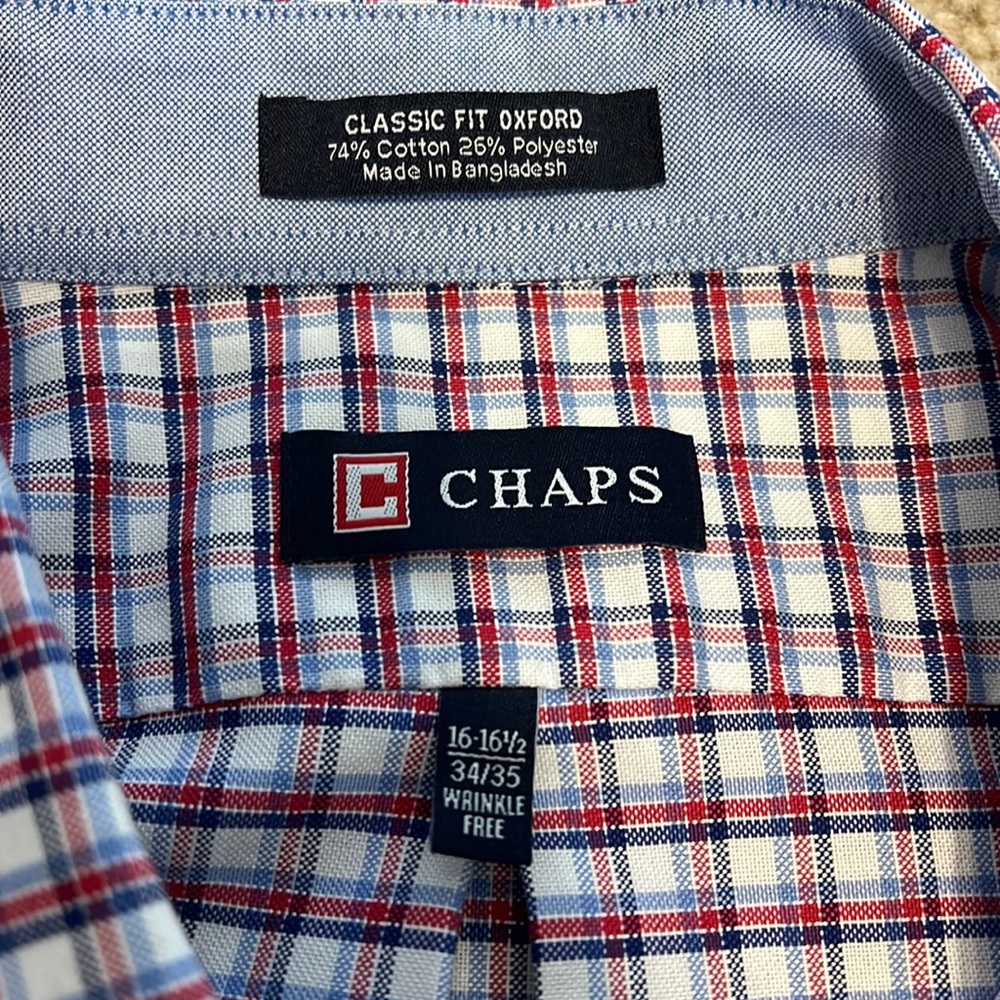 CLASSIC FIT OXFORD
74% Cotton 26% Polyester
Made In Bangladesh
C CHAPS
16-16½
34/35
WRINKLE
FREE